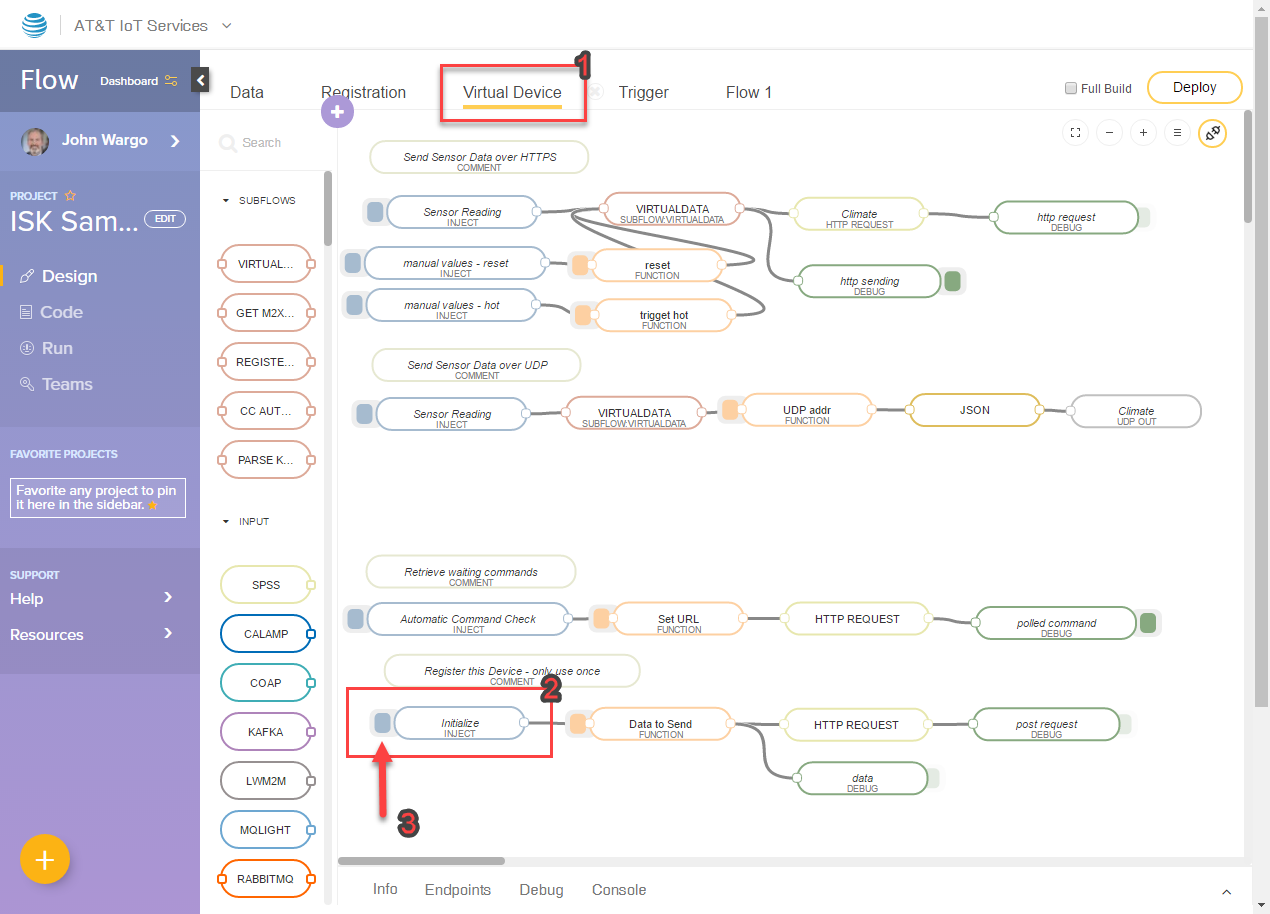 AT&T IoT Services
Flow
Dashboard
John Wargo
PROJECT
ISK Sam...
EDIT
Design
Code
Run
Teams
FAVORITE PROJECTS
Favorite any project to pin
it here in the sidebar.
SUPPORT
Help
Resources
Data
Registration
Virtual Device
1
Trigger
Flow 1
Full Build
Deploy
Search
SUBFLOWS
VIRTUAL...
GET M2X...
REGISTE...
CC AUT...
PARSE K...
INPUT
SPSS
CALAMP
COAP
KAFKA
LWM2M
MQLIGHT
RABBITMQ
Send Sensor Data over HTTPS
COMMENT
Sensor Reading
INJECT
VIRTUALDATA
SUBFLOW:VIRTUALDATA
Climate
HTTP REQUEST
http request
DEBUG
manual values - reset
INJECT
reset
FUNCTION
http sending
DEBUG
manual values - hot
INJECT
trigget hot
FUNCTION
Send Sensor Data over UDP
COMMENT
Sensor Reading
INJECT
VIRTUALDATA
SUBFLOW:VIRTUALDATA
UDP addr
FUNCTION
JSON
Climate
UDP OUT
Retrieve waiting commands
COMMENT
Automatic Command Check
INJECT
Set URL
FUNCTION
HTTP REQUEST
polled command
DEBUG
Register this Device - only use once
COMMENT
2
Initialize
INJECT
Data to Send
FUNCTION
HTTP REQUEST
post request
DEBUG
data
DEBUG
3
Info
Endpoints
Debug
Console